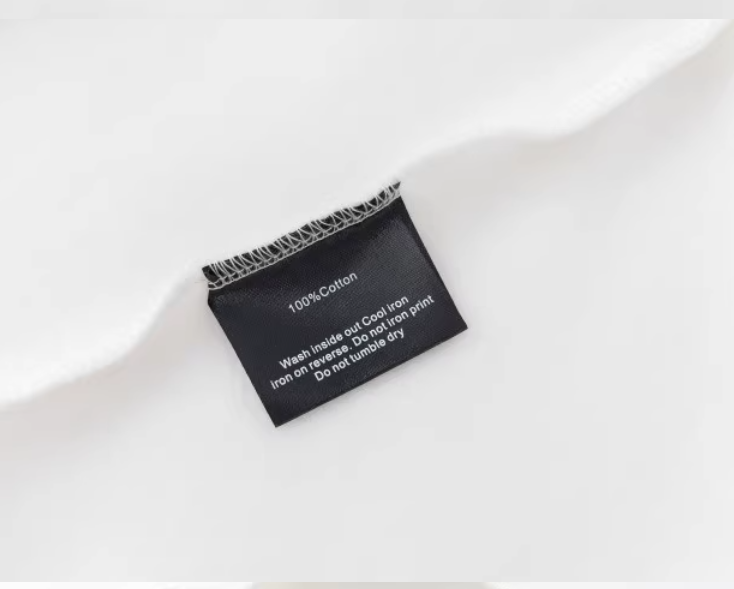 100%Cotton
Wash inside out Cool iron
iron on reverse. Do not iron print
Do not tumble dry